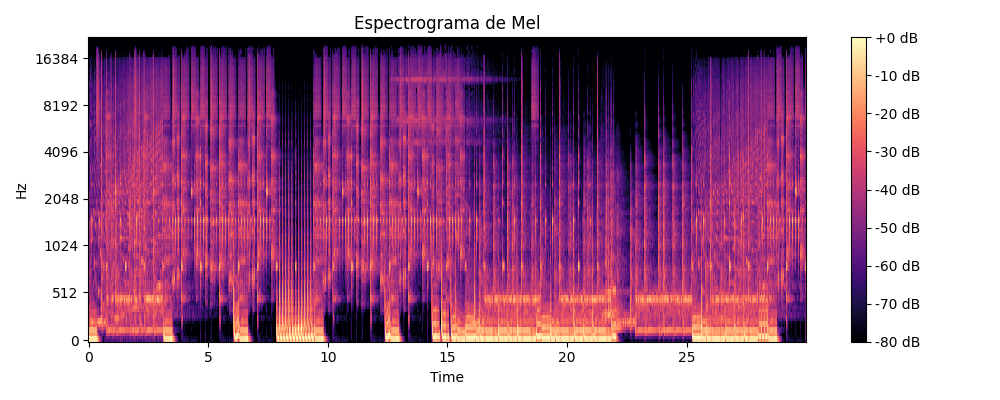 Espectrograma de Mel
16384
8192
4096
2048
1024
512
0
Hz
0
5
10
15
20
25
Time
+0 dB
-10 dB
-20 dB
-30 dB
-40 dB
-50 dB
-60 dB
-70 dB
-80 dB